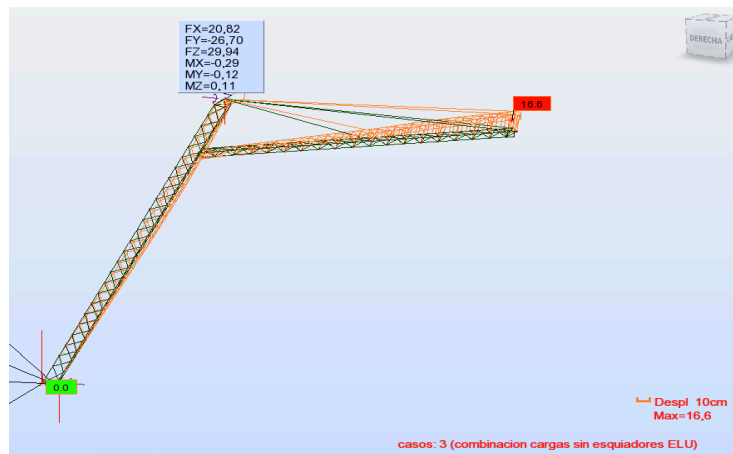 FX=20,82
FY=-26,70
FZ=29,94
MX=-0,29
MY=-0,12
MZ=0,11
DERECHA
16.6
0.0
Despl 10cm
Max=16,6
casos: 3 (combinacion cargas sin esquiadores ELU)